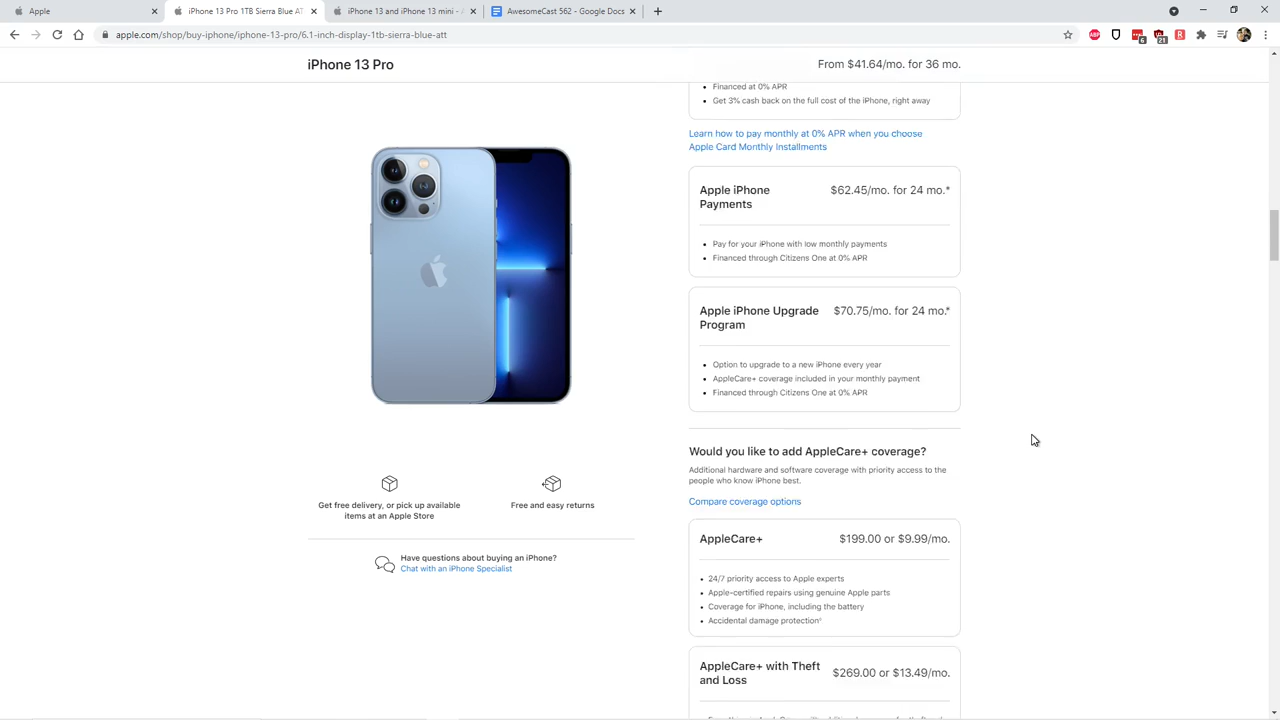 Apple
iPhone 13 Pro 1TB Sierra Blue AT
iPhone 13 and iPhone 13 mini - A
AwesomeCast 562 - Google Docs
apple.com/shop/buy-iphone/iphone-13-pro/6.1-inch-display-1tb-sierra-blue-att
6
21
iPhone 13 Pro
From $41.64/mo. for 36 mo.
Financed at 0% APR
Get 3% cash back on the full cost of the iPhone, right away
Learn how to pay monthly at 0% APR when you choose
Apple Card Monthly Installments
Apple iPhone
Payments
$62.45/mo. for 24 mo.*
Pay for your iPhone with low monthly payments
Financed through Citizens One at 0% APR
Apple iPhone Upgrade
Program
$70.75/mo. for 24 mo.*
Option to upgrade to a new iPhone every year
AppleCare+ coverage included in your monthly payment
Financed through Citizens One at 0% APR
Get free delivery, or pick up available
items at an Apple Store
Free and easy returns
Have questions about buying an iPhone?
Chat with an iPhone Specialist
Would you like to add AppleCare+ coverage?
Additional hardware and software coverage with priority access to the
people who know iPhone best.
Compare coverage options
AppleCare+
$199.00 or $9.99/mo.
24/7 priority access to Apple experts
Apple-certified repairs using genuine Apple parts
Coverage for iPhone, including the battery
Accidental damage protection
AppleCare+ with Theft
and Loss
$269.00 or $13.49/mo.